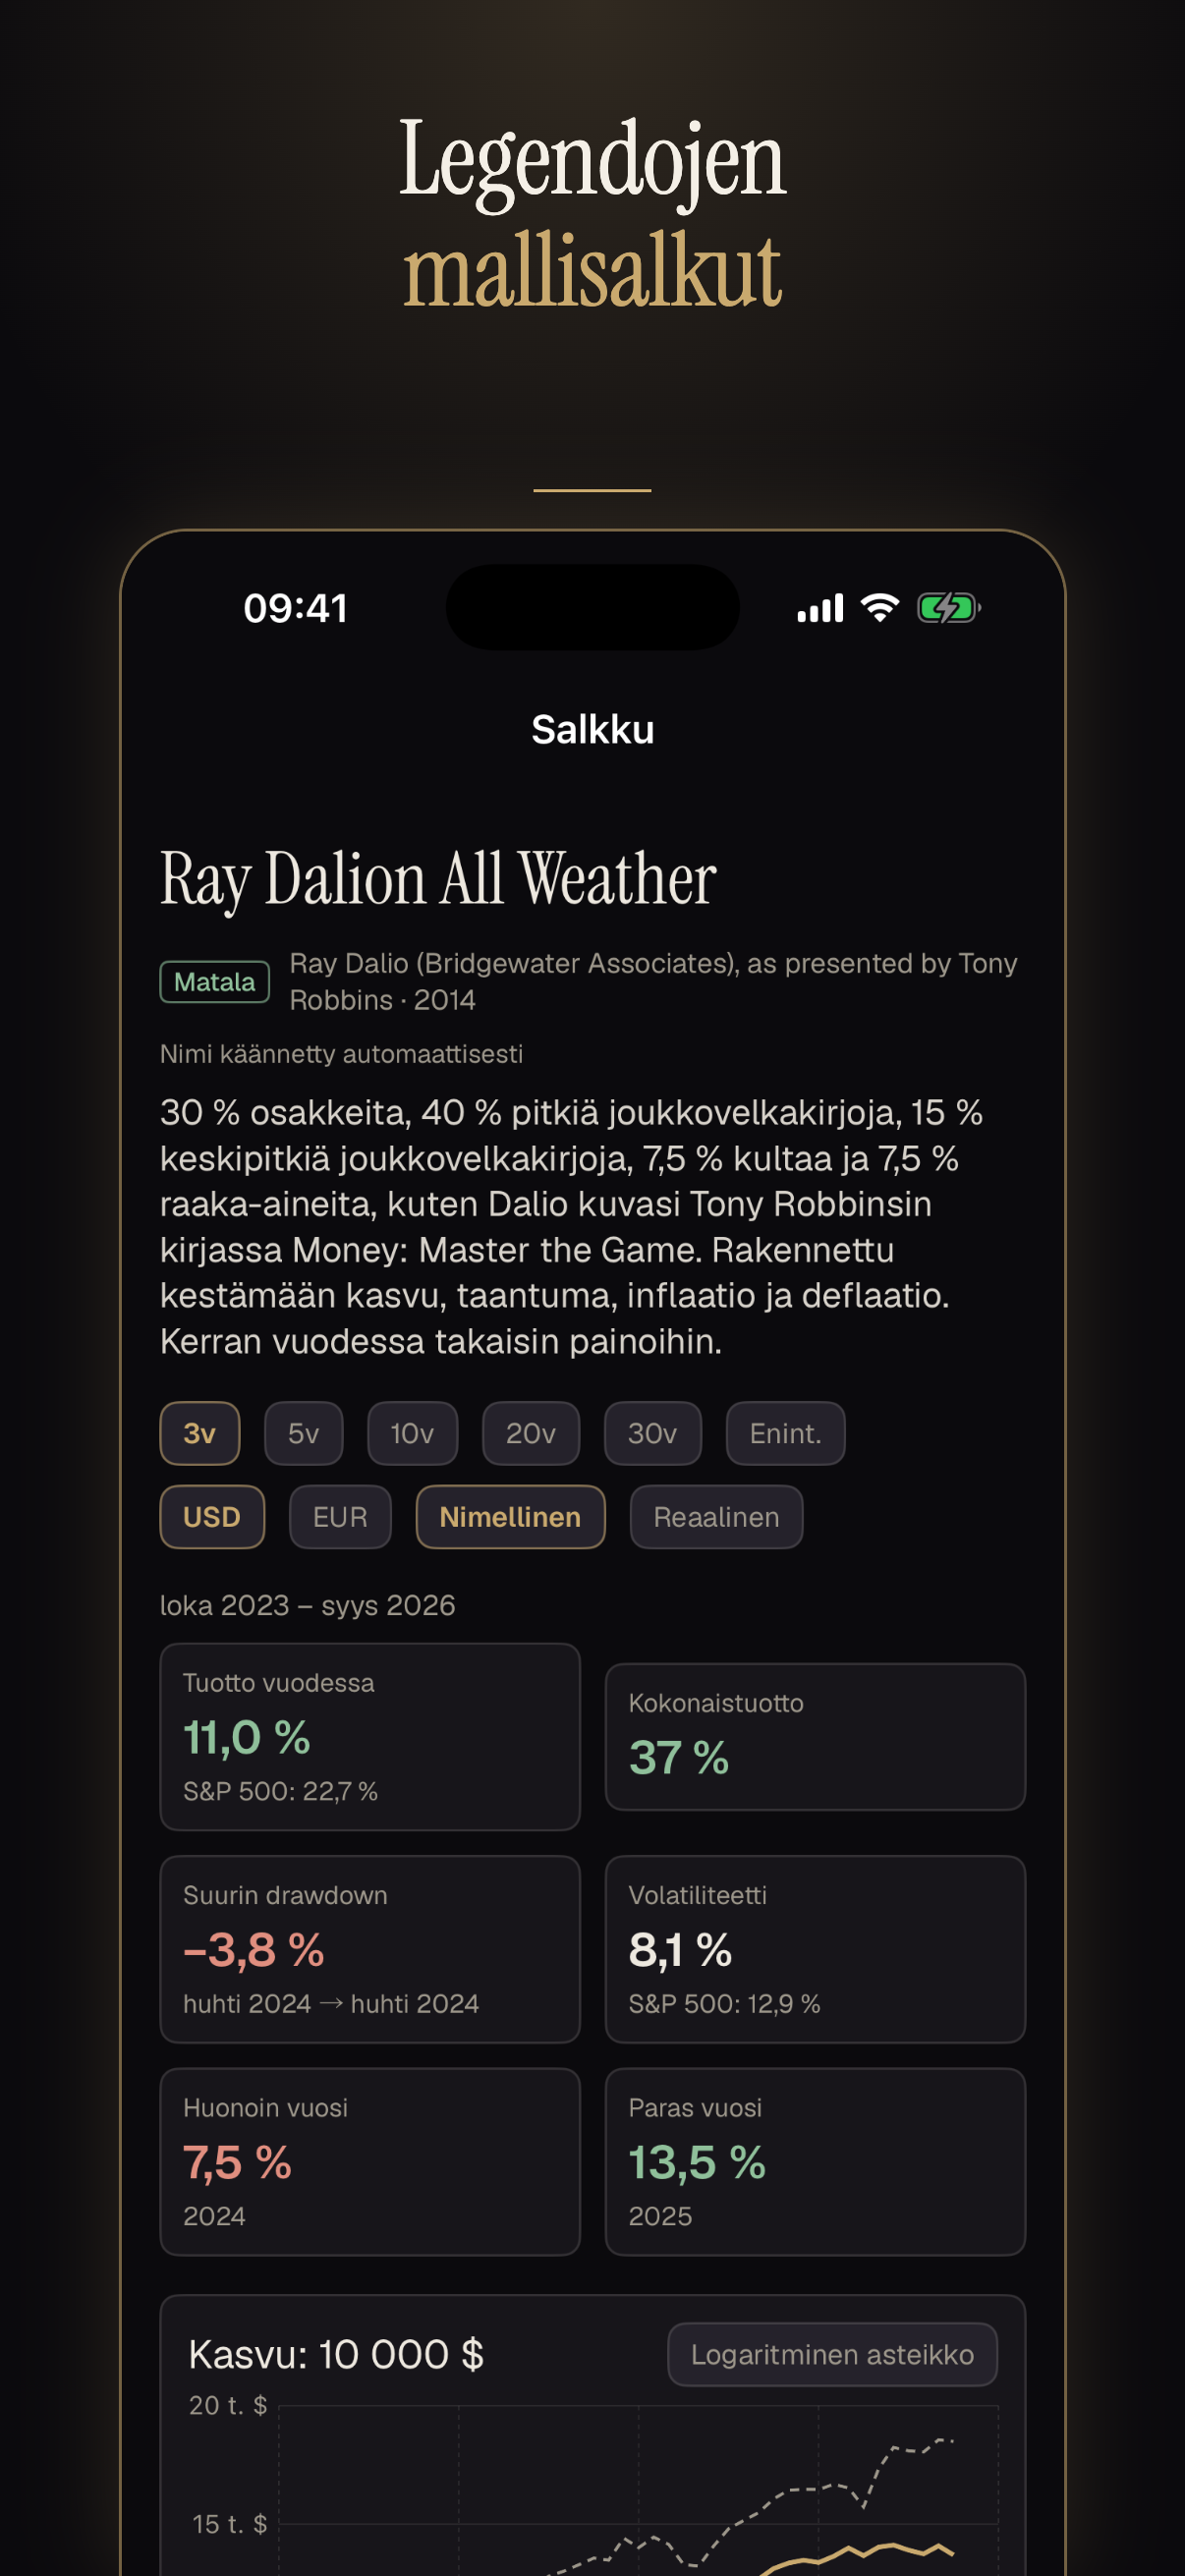 Legendojen
mallisalkut
09:41
Salkku
Ray Dalion All Weather
Matala
Ray Dalio (Bridgewater Associates), as presented by Tony
Robbins · 2014
Nimi käännetty automaattisesti
30 % osakkeita, 40 % pitkiä joukkovelkakirjoja, 15 %
keskipitkiä joukkovelkakirjoja, 7,5 % kultaa ja 7,5 %
raaka-aineita, kuten Dalio kuvasi Tony Robbinsin
kirjassa Money: Master the Game. Rakennettu
kestämään kasvu, taantuma, inflaatio ja deflaatio.
Kerran vuodessa takaisin painoihin.
3v 5v 10v 20v 30v Enint.
USD EUR Nimellinen Reaalinen
loka 2023 – syys 2026
Tuotto vuodessa
11,0 %
S&P 500: 22,7 %
Kokonaistuotto
37 %
Suurin drawdown
−3,8 %
huhti 2024 → huhti 2024
Volatiliteetti
8,1 %
S&P 500: 12,9 %
Huonoin vuosi
7,5 %
2024
Paras vuosi
13,5 %
2025
Kasvu: 10 000 $
Logaritminen asteikko
20 t. $
15 t. $